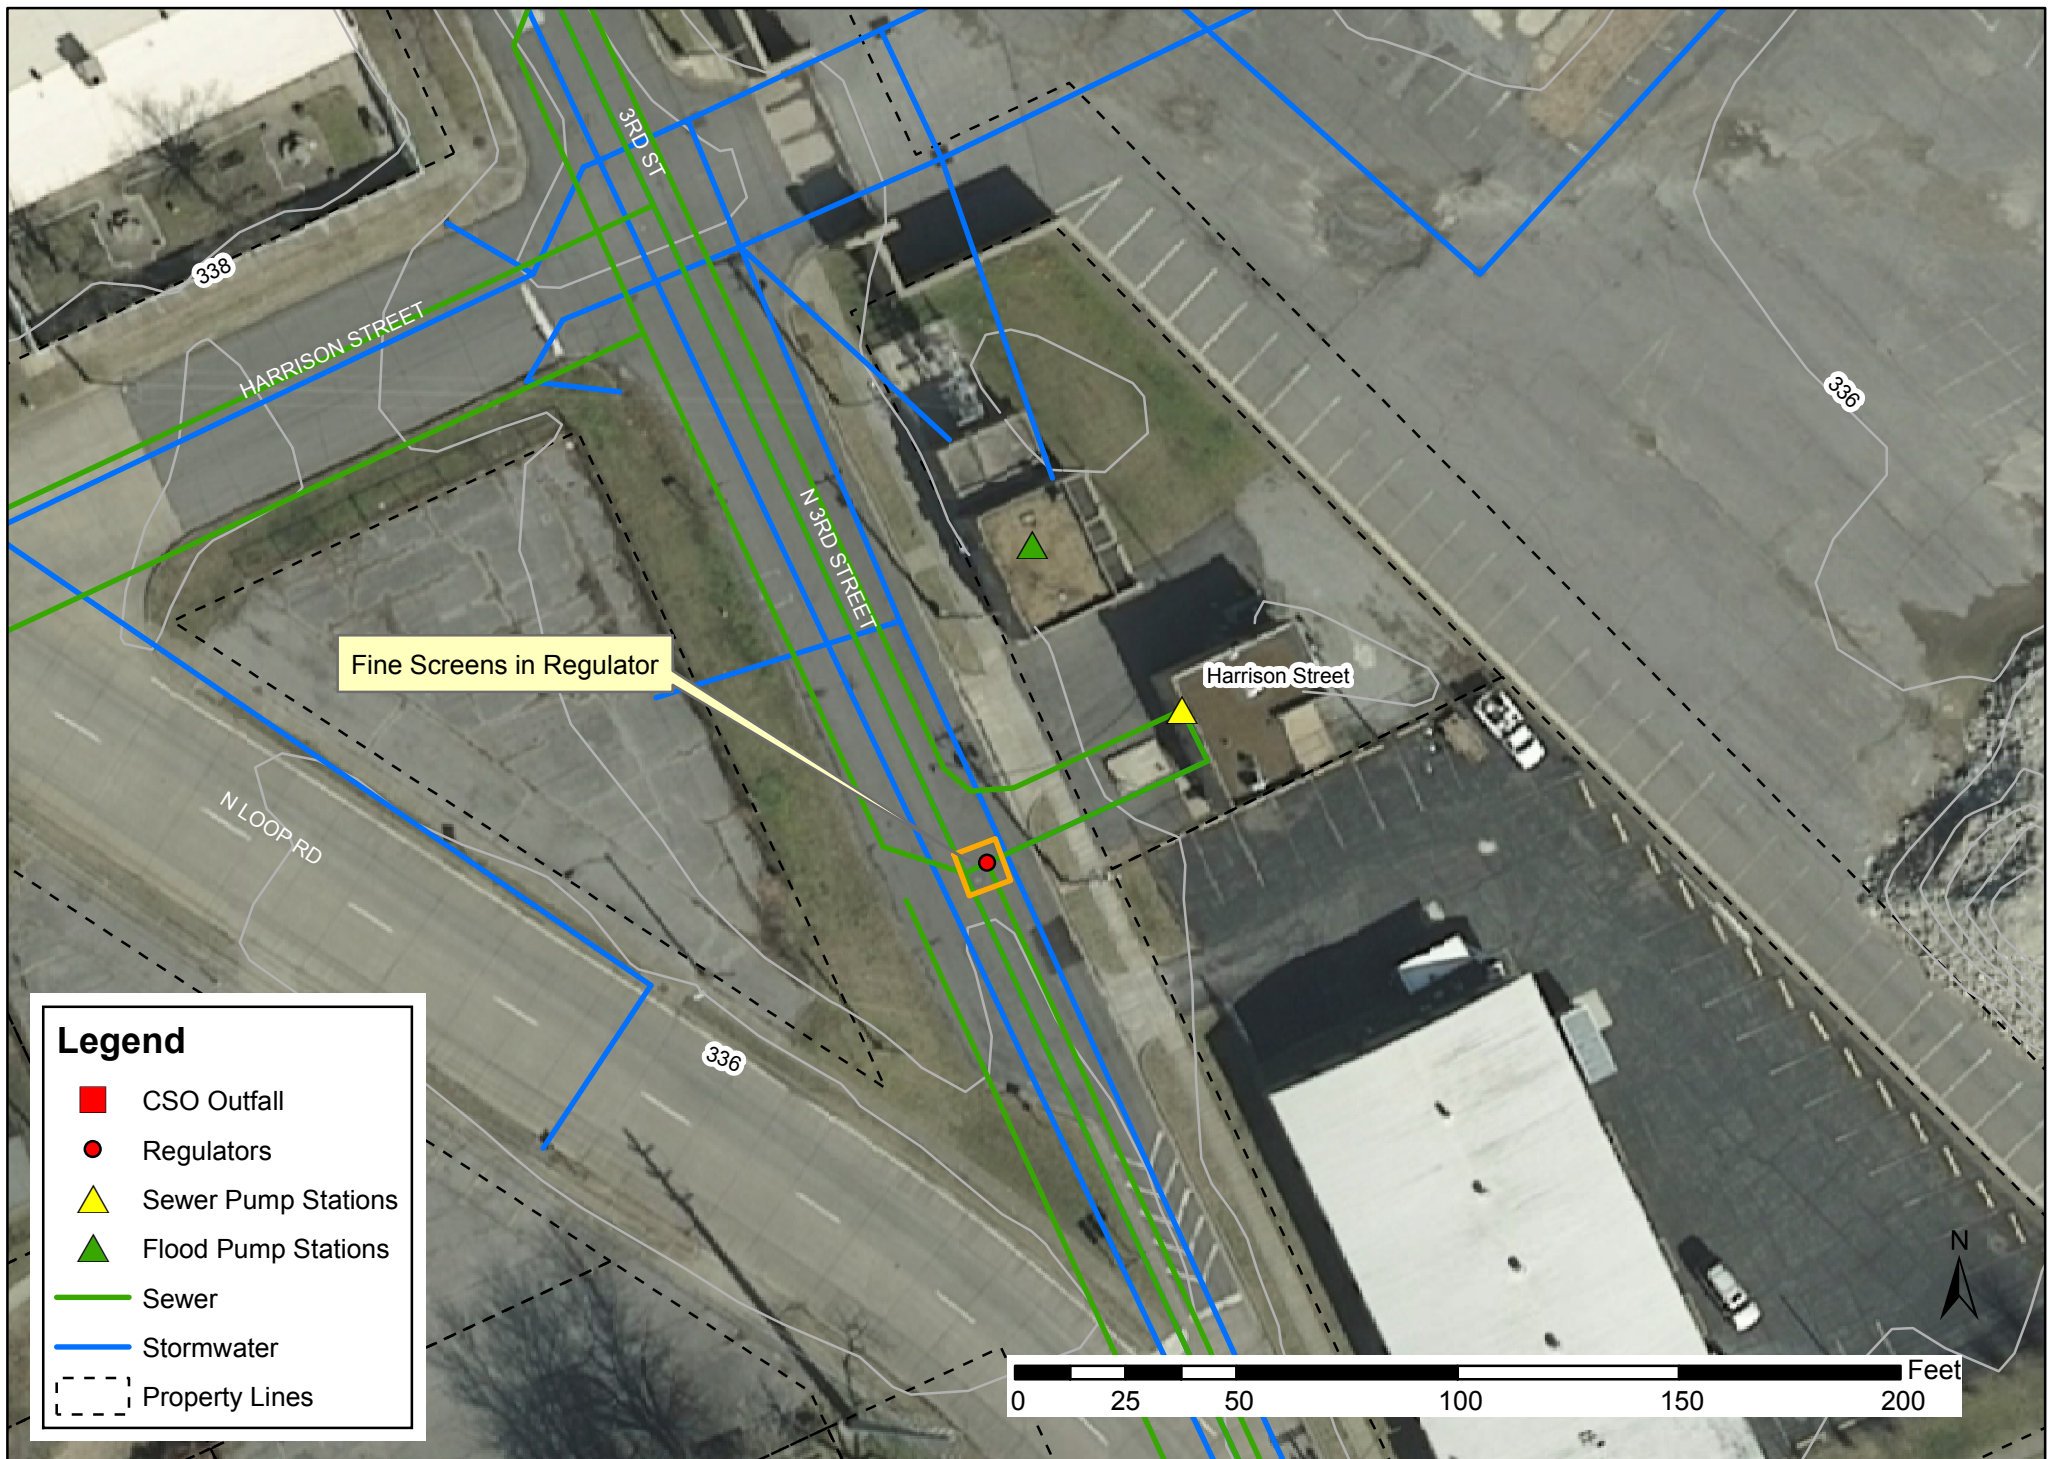 3RD ST
338
HARRISON STREET
336
N 3RD STREET
Fine Screens in Regulator
Harrison Street
N LOOP RD
336
Legend
CSO Outfall
Regulators
Sewer Pump Stations
Flood Pump Stations
Sewer
Stormwater
Property Lines
N
Feet
0 25 50 100 150 200